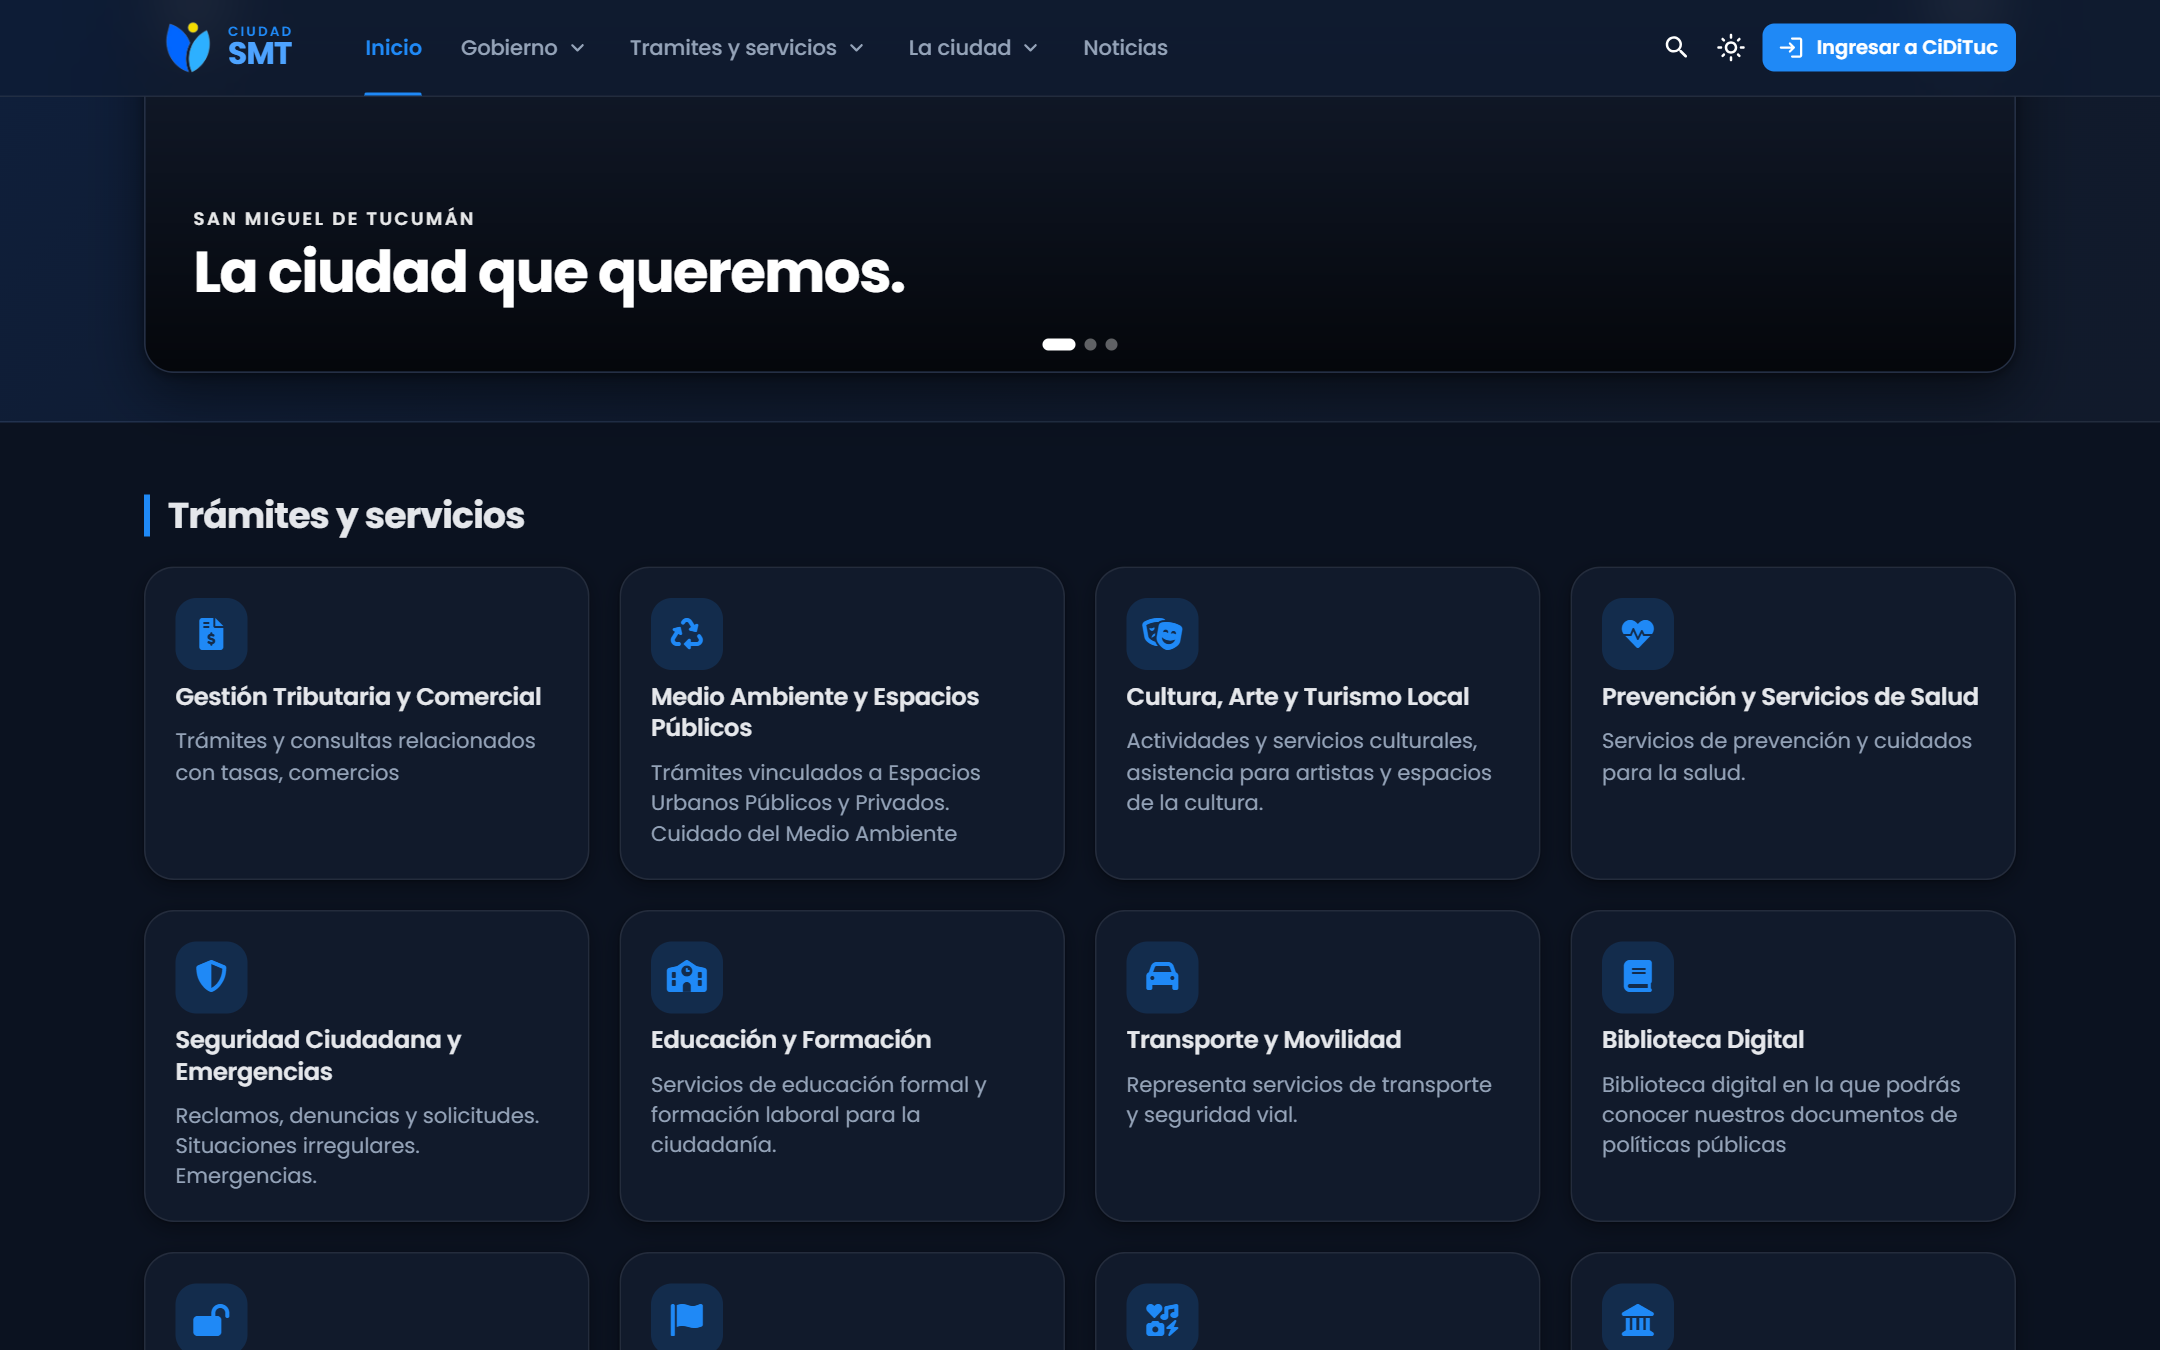 CIUDAD
SMT
Inicio
Gobierno
Tramites y servicios
La ciudad
Noticias
Ingresar a CiDiTuc
SAN MIGUEL DE TUCUMÁN
La ciudad que queremos.
Trámites y servicios
Gestión Tributaria y Comercial
Trámites y consultas relacionados
con tasas, comercios
Medio Ambiente y Espacios
Públicos
Trámites vinculados a Espacios
Urbanos Públicos y Privados.
Cuidado del Medio Ambiente
Cultura, Arte y Turismo Local
Actividades y servicios culturales,
asistencia para artistas y espacios
de la cultura.
Prevención y Servicios de Salud
Servicios de prevención y cuidados
para la salud.
Seguridad Ciudadana y
Emergencias
Reclamos, denuncias y solicitudes.
Situaciones irregulares.
Emergencias.
Educación y Formación
Servicios de educación formal y
formación laboral para la
ciudadanía.
Transporte y Movilidad
Representa servicios de transporte
y seguridad vial.
Biblioteca Digital
Biblioteca digital en la que podrás
conocer nuestros documentos de
políticas públicas